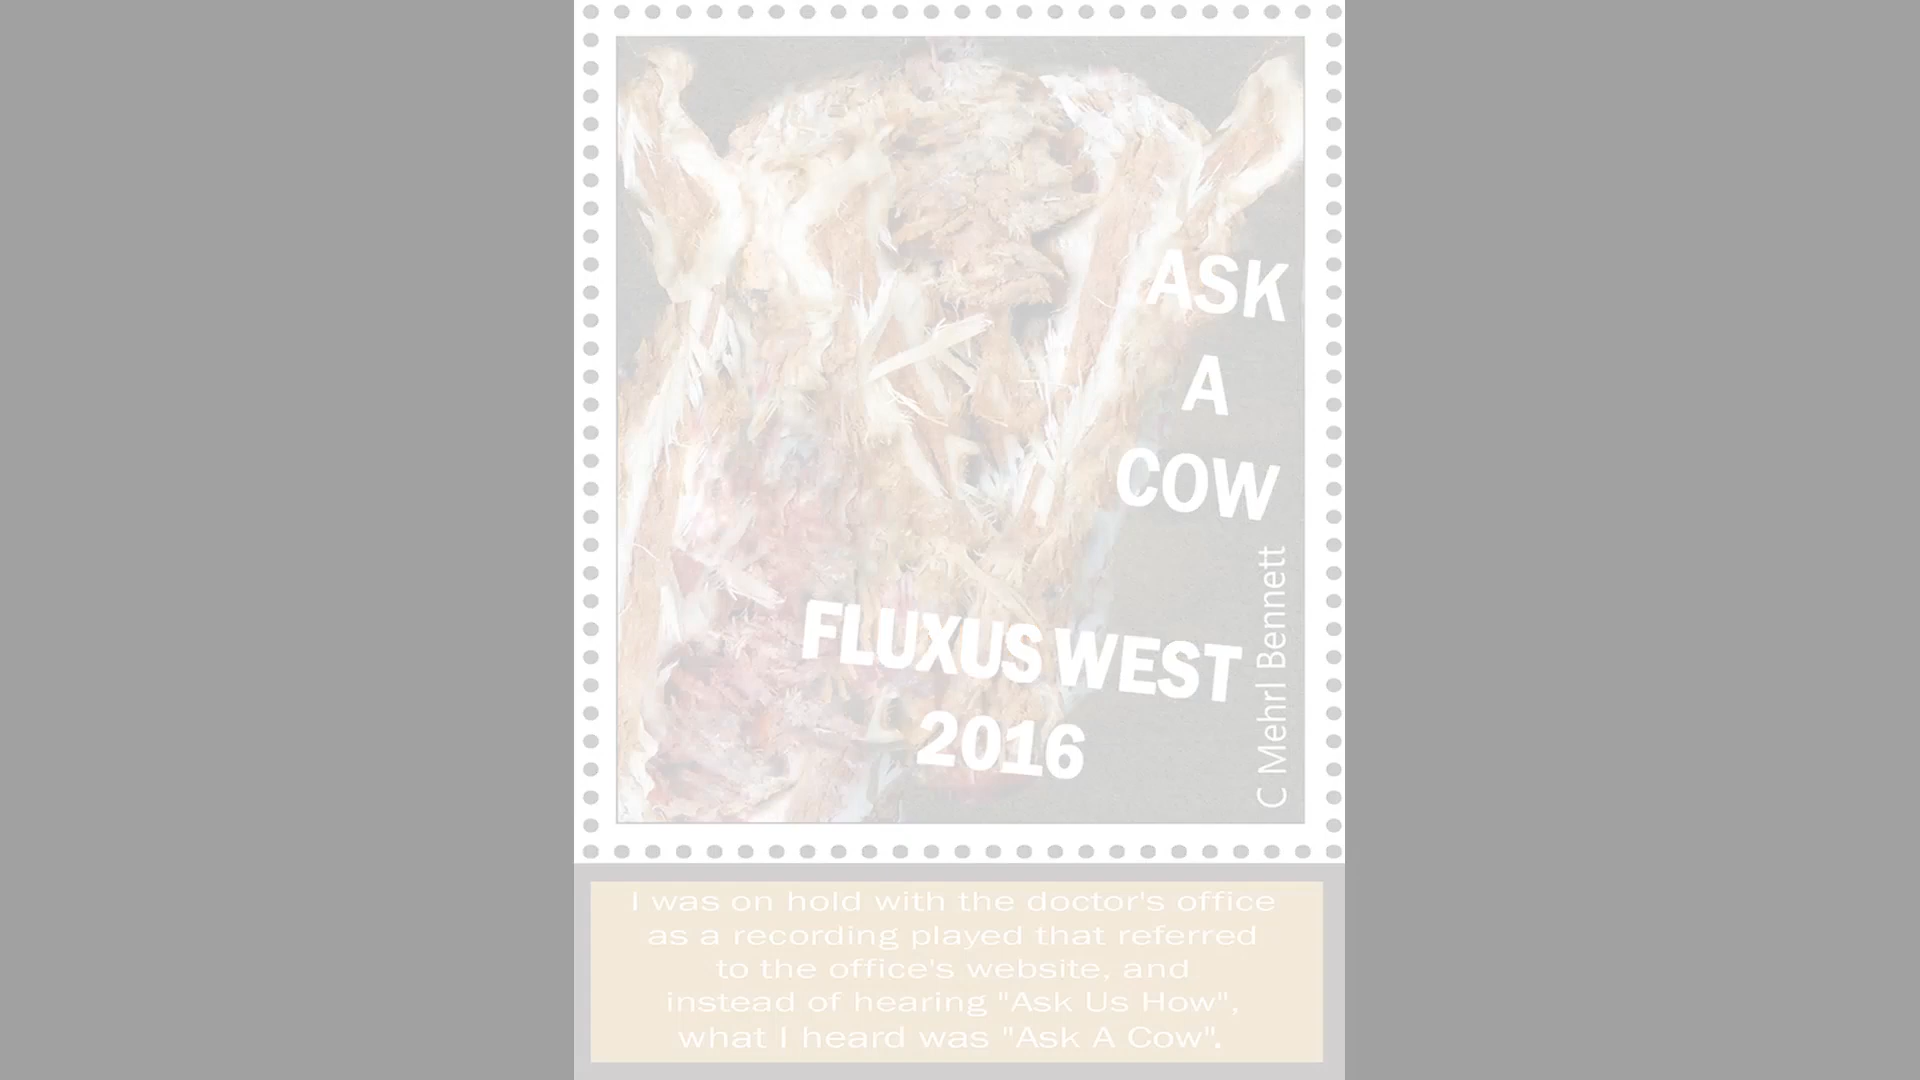 ASK
A
COW
C Mehrl Bennett
FLUXUS WEST
2016
I was on hold with the doctor's office
as a recording played that referred
to the office's website, and
instead of hearing "Ask Us How",
what I heard was "Ask A Cow".